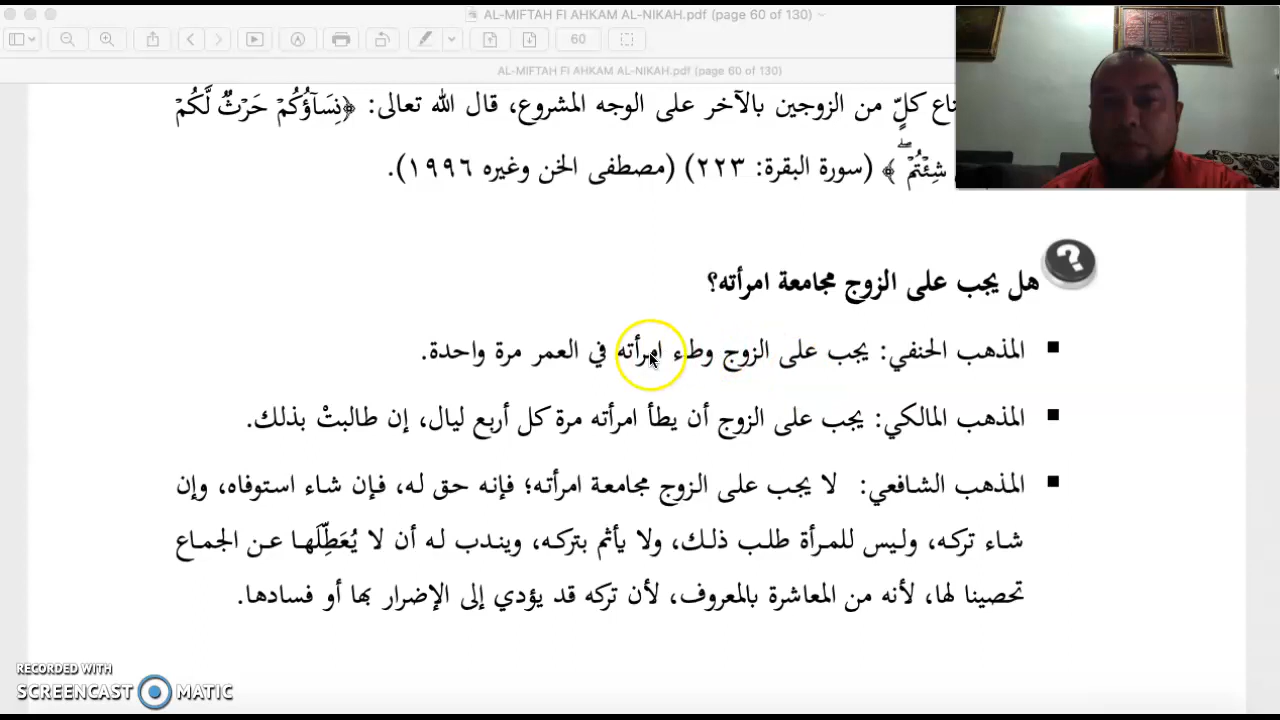 AL-MIFTAH FI AHKAM AL-NIKAH.pdf (page 60 of 130)
60
AL-MIFTAH FI AHKAM AL-NIKAH.pdf (page 60 of 130)
كلٍّ من الزوجين بالآخر على الوجه المشروع، قال الله تعالى: ﴿نِسَآؤُكُمْ حَرْثٌ لَّكُمْ
شِئْتُمْ ۖ﴾ (سورة البقرة: ٢٢٣) (مصطفى الخن وغيره ١٩٩٦).
هل يجب على الزوج مجامعة امرأته؟
■ المذهب الحنفي: يجب على الزوج وطء امرأته في العمر مرة واحدة.
■ المذهب المالكي: يجب على الزوج أن يطأ امرأته مرة كل أربع ليال، إن طالبتْ بذلك.
■ المذهب الشافعي: لا يجب على الزوج مجامعة امرأته؛ فإنه حق له، فإن شاء استوفاه، وإن
شاء تركه، وليس للمرأة طلب ذلك، ولا يأثم بتركه، ويندب له أن لا يُعَطِّلَها عن الجماع
تحصينا لها، لأنه من المعاشرة بالمعروف، لأن تركه قد يؤدي إلى الإضرار بها أو فسادها.
RECORDED WITH
SCREENCAST MATIC